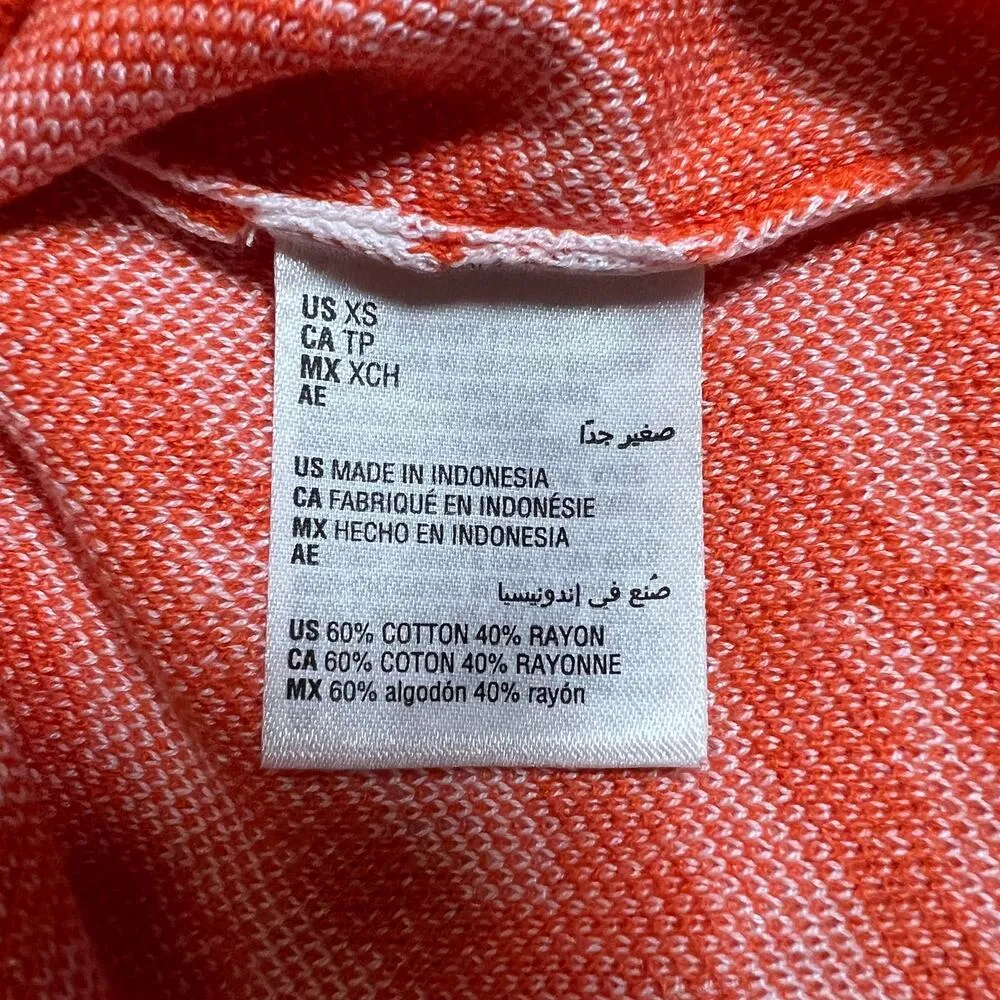 US XS
CA TP
MX XCH
AE
صغير جدًا
US MADE IN INDONESIA
CA FABRIQUÉ EN INDONÉSIE
MX HECHO EN INDONESIA
AE
صُنع في إندونيسيا
US 60% COTTON 40% RAYON
CA 60% COTON 40% RAYONNE
MX 60% algodón 40% rayón